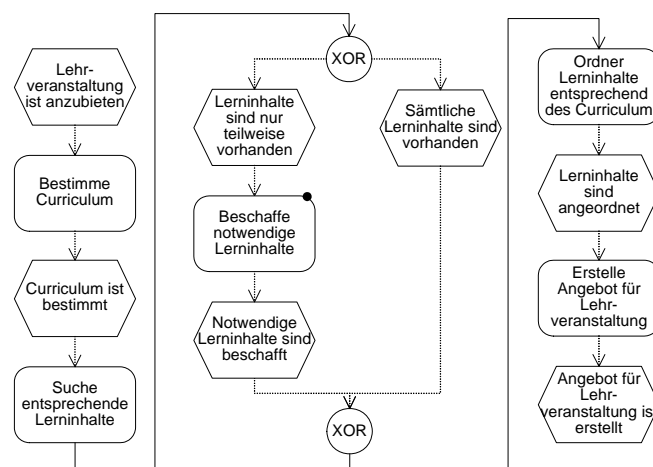 Lehr-
veranstaltung
ist anzubieten
Bestimme
Curriculum
Curriculum ist
bestimmt
Suche
entsprechende
Lerninhalte
XOR
Lerninhalte
sind nur
teilweise
vorhanden
Sämtliche
Lerninhalte sind
vorhanden
Beschaffe
notwendige
Lerninhalte
Notwendige
Lerninhalte sind
beschafft
XOR
Ordner
Lerninhalte
entsprechend
des Curriculum
Lerninhalte
sind
angeordnet
Erstelle
Angebot für
Lehr-
veranstaltung
Angebot für
Lehr-
veranstaltung is
erstellt